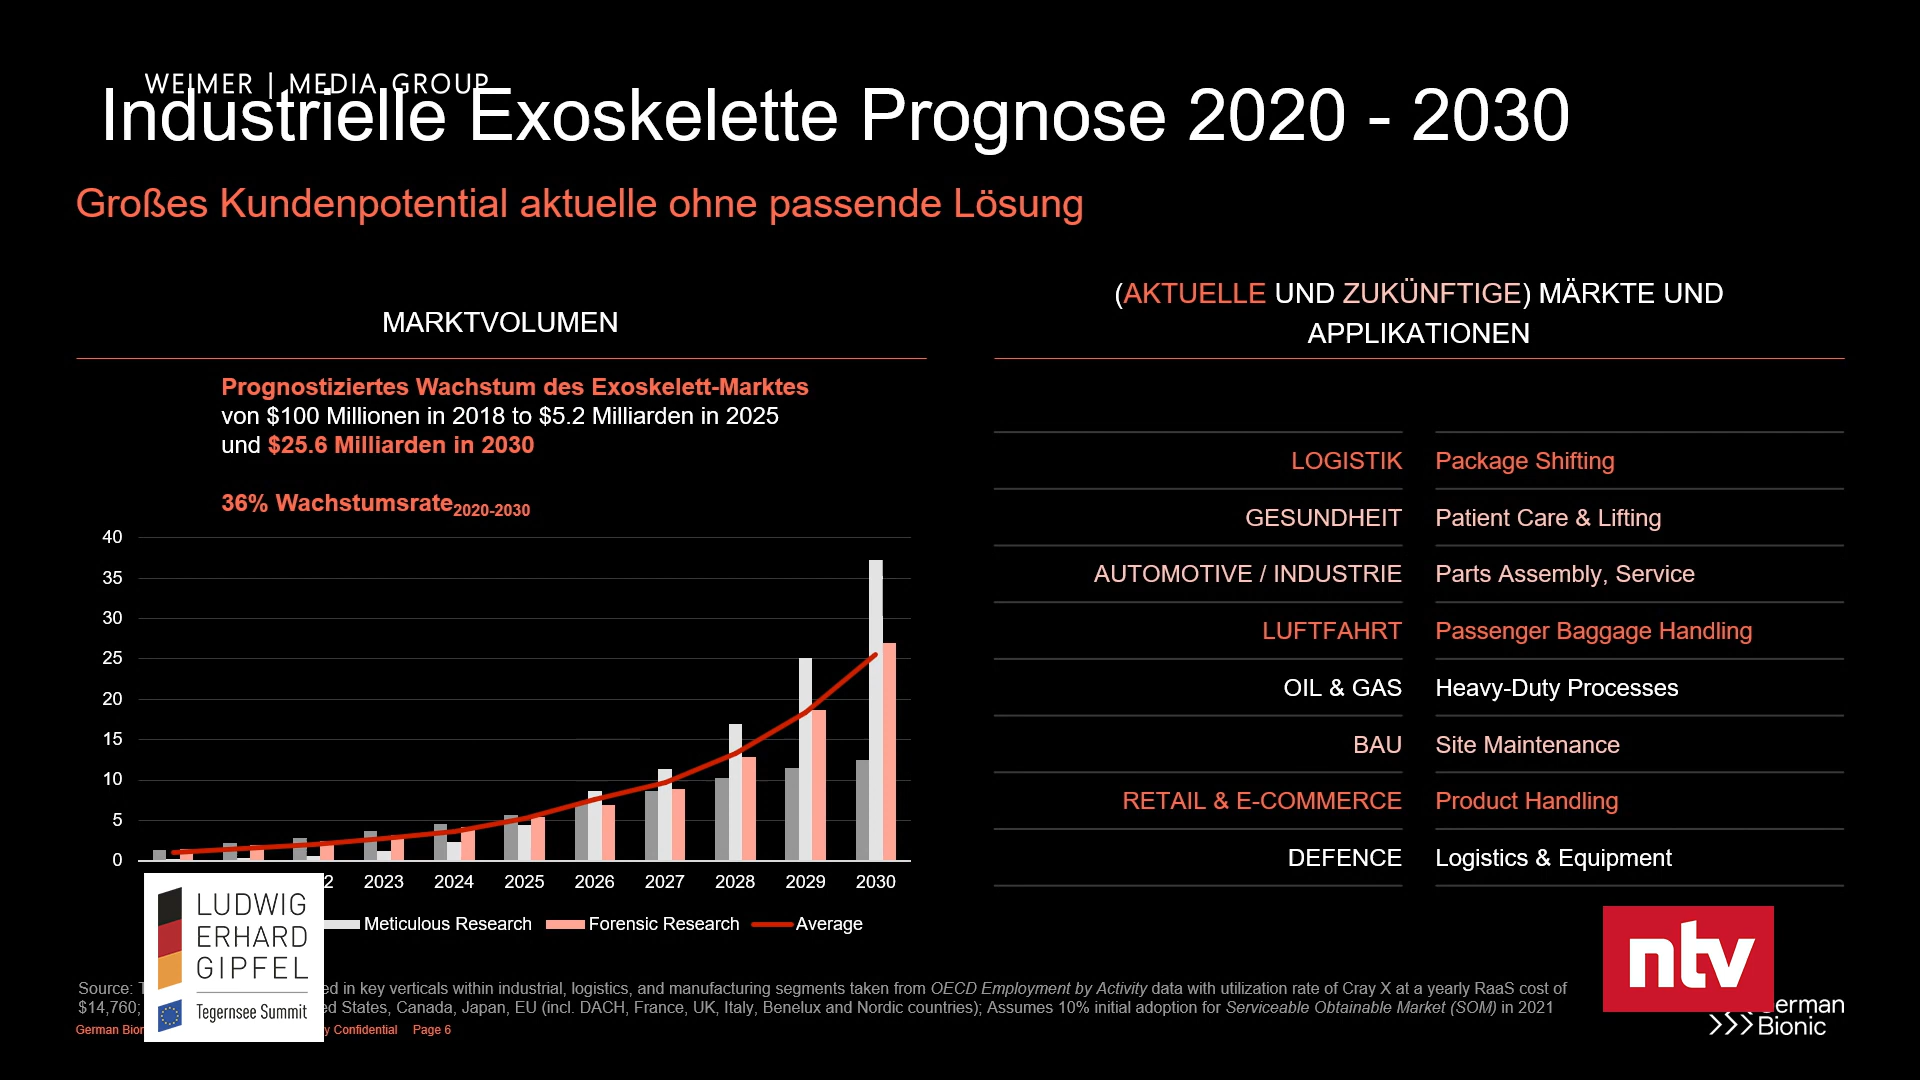 WEIMER | MEDIA GROUP
Industrielle Exoskelette Prognose 2020 - 2030
Großes Kundenpotential aktuelle ohne passende Lösung
MARKTVOLUMEN
Prognostiziertes Wachstum des Exoskelett-Marktes
von $100 Millionen in 2018 to $5.2 Milliarden in 2025
und $25.6 Milliarden in 2030
36% Wachstumsrate2020-2030
40
35
30
25
20
15
10
5
0
2023 2024 2025 2026 2027 2028 2029 2030
Meticulous Research Forensic Research Average
(AKTUELLE UND ZUKÜNFTIGE) MÄRKTE UND
APPLIKATIONEN
LOGISTIK Package Shifting
GESUNDHEIT Patient Care & Lifting
AUTOMOTIVE / INDUSTRIE Parts Assembly, Service
LUFTFAHRT Passenger Baggage Handling
OIL & GAS Heavy-Duty Processes
BAU Site Maintenance
RETAIL & E-COMMERCE Product Handling
DEFENCE Logistics & Equipment
LUDWIG
ERHARD
GIPFEL
Tegernsee Summit
Source: in key verticals within industrial, logistics, and manufacturing segments taken from OECD Employment by Activity data with utilization rate of Cray X at a yearly RaaS cost of
$14,760; States, Canada, Japan, EU (incl. DACH, France, UK, Italy, Benelux and Nordic countries); Assumes 10% initial adoption for Serviceable Obtainable Market (SOM) in 2021
German Confidential Page 6
ntv
German
Bionic